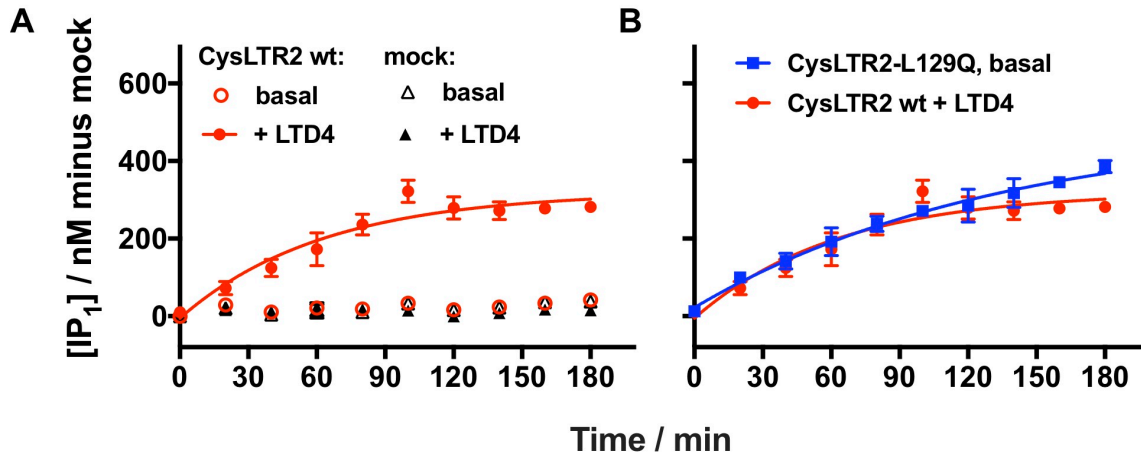 A
CysLTR2 wt: mock:
basal basal
+ LTD4 + LTD4
[IP₁] / nM minus mock
600
400
200
0
0 30 60 90 120 150 180
B
CysLTR2-L129Q, basal
CysLTR2 wt + LTD4
0 30 60 90 120 150 180
Time / min